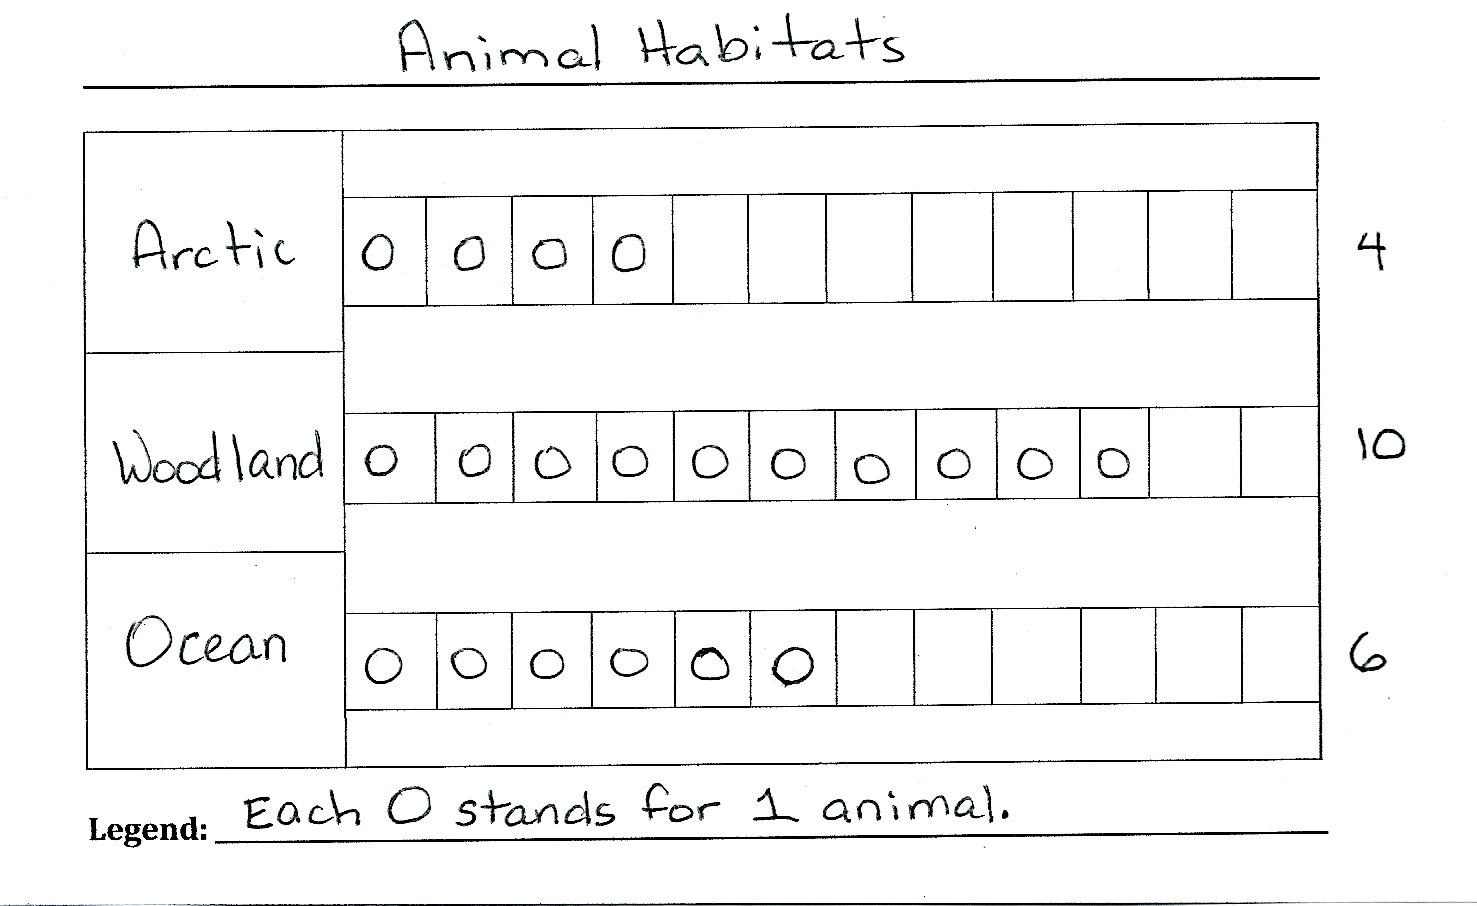 Animal Habitats
Arctic O O O O 4
Woodland O O O O O O O O O O 10
Ocean O O O O O O 6
Legend: Each O stands for 1 animal.